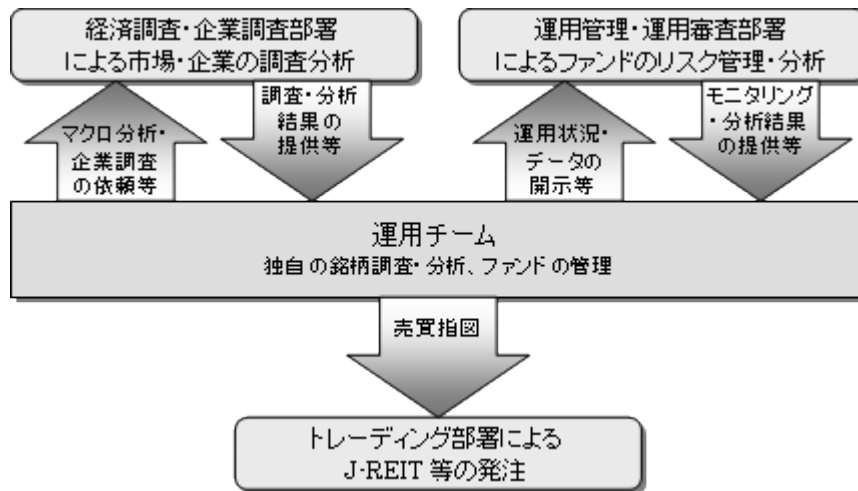 経済調査・企業調査部署
による市場・企業の調査分析
運用管理・運用審査部署
によるファンドのリスク管理・分析
マクロ分析・
企業調査
の依頼等
調査・分析
結果の
提供等
運用状況・
データの
開示等
モニタリング
・分析結果
の提供等
運用チーム
独自の銘柄調査・分析、ファンドの管理
売買指図
トレーディング部署による
J-REIT 等の発注